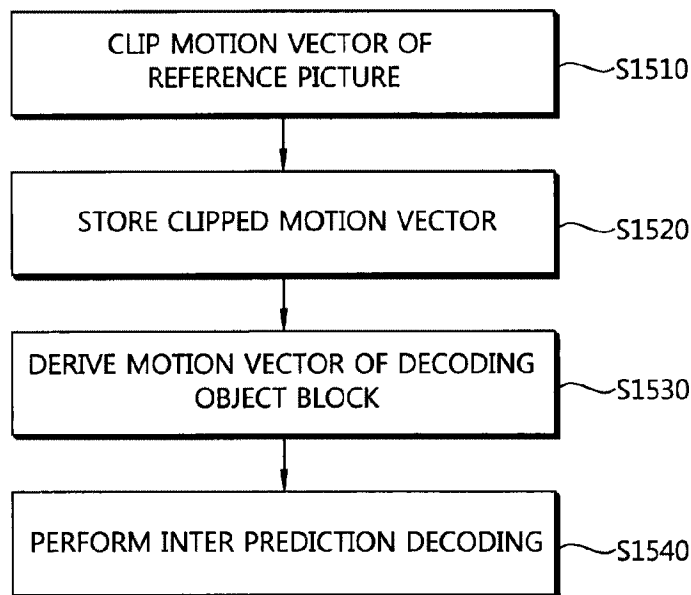 CLIP MOTION VECTOR OF
REFERENCE PICTURE
S1510
STORE CLIPPED MOTION VECTOR
S1520
DERIVE MOTION VECTOR OF DECODING
OBJECT BLOCK
S1530
PERFORM INTER PREDICTION DECODING
S1540